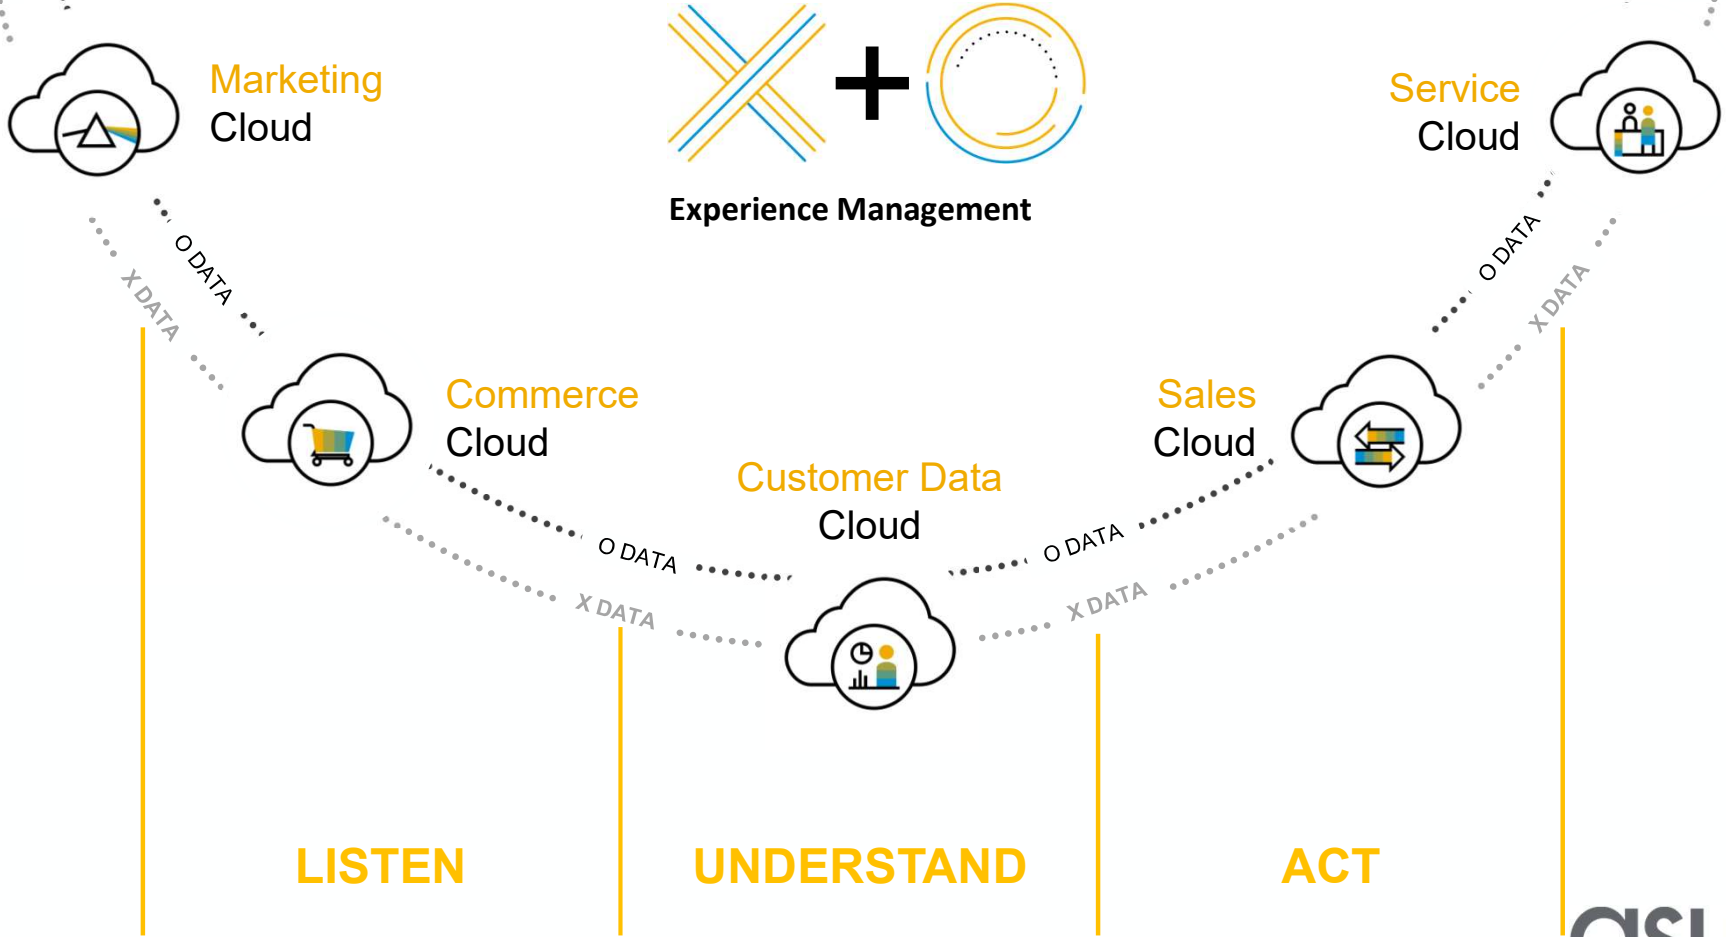 Marketing
Cloud
Experience Management
Service
Cloud
O DATA
X DATA
O DATA
X DATA
Commerce
Cloud
Sales
Cloud
Customer Data
Cloud
O DATA
X DATA
O DATA
X DATA
LISTEN
UNDERSTAND
ACT